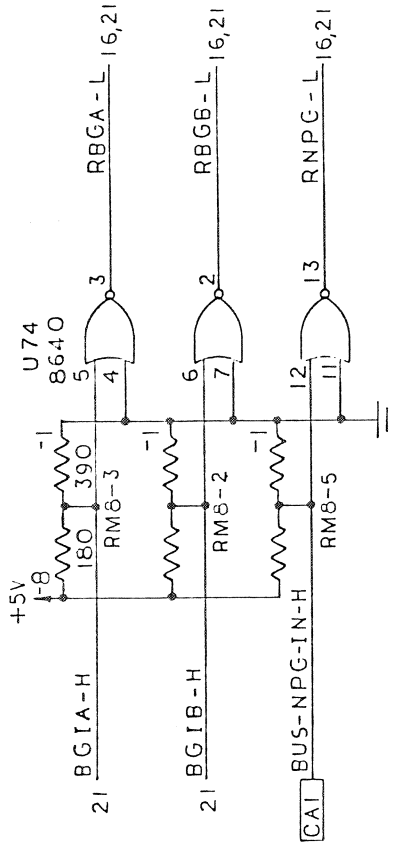 +5V
-8
180
390
-1
RM8-3
U74
8640
BGIA-H
21
5
4
3
RBGA-L
16,21
-1
RM8-2
BGIB-H
21
6
7
2
RBGB-L
16,21
-1
RM8-5
CA1
BUS-NPG-IN-H
12
11
13
RNPG-L
16,21